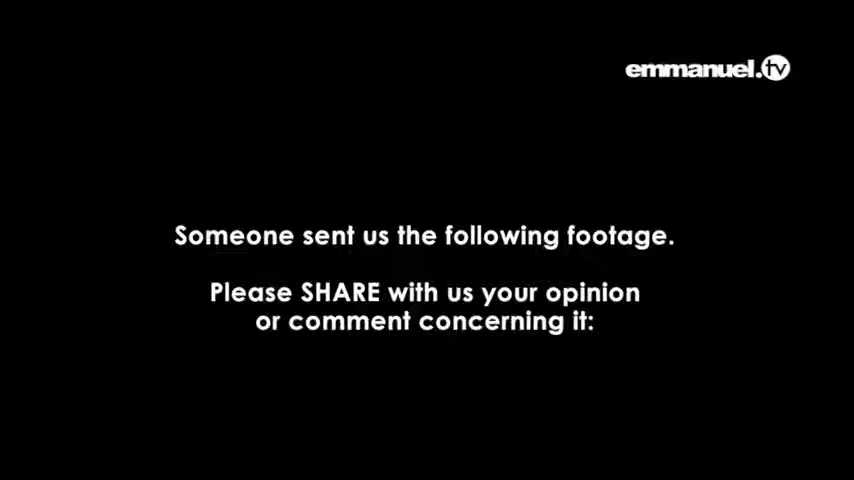 emmanuel.tv
Someone sent us the following footage.
Please SHARE with us your opinion
or comment concerning it: